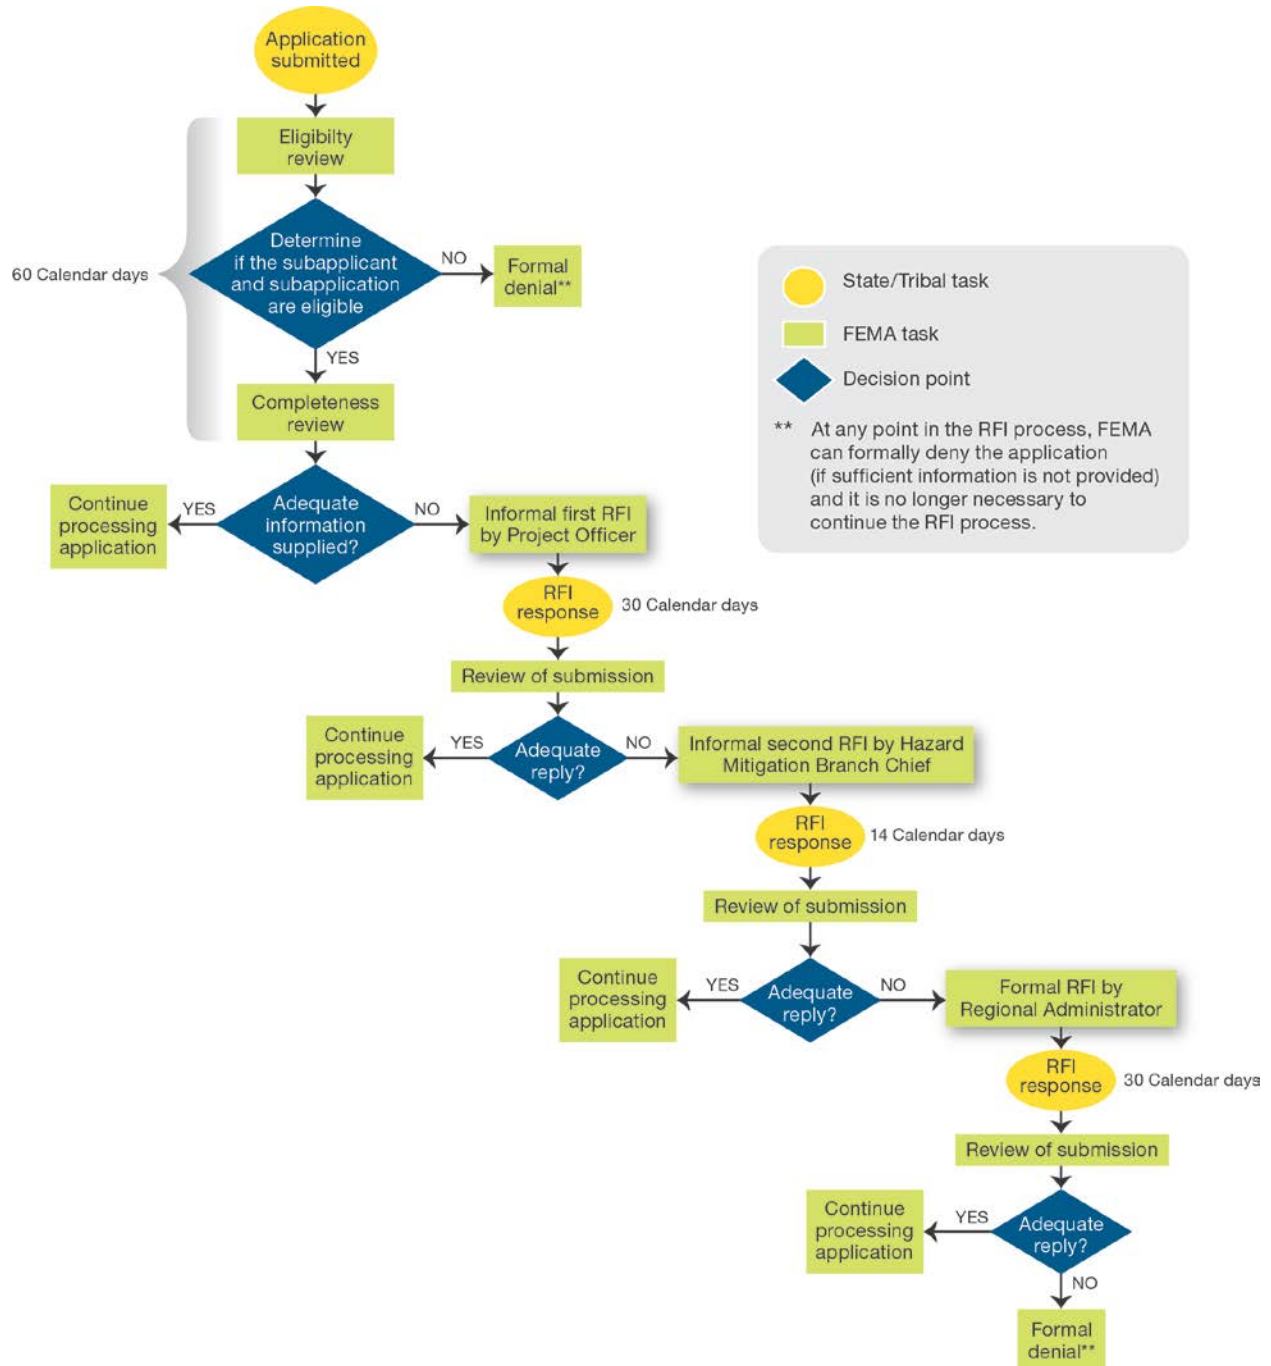 Application
submitted
Eligibilty
review
Determine
if the subapplicant
and subapplication
are eligible
60 Calendar days
NO
Formal
denial**
YES
Completeness
review
State/Tribal task
FEMA task
Decision point
** At any point in the RFI process, FEMA
can formally deny the application
(if sufficient information is not provided)
and it is no longer necessary to
continue the RFI process.
Continue
processing
application
YES
Adequate
information
supplied?
NO
Informal first RFI
by Project Officer
RFI
response
30 Calendar days
Review of submission
Continue
processing
application
YES
Adequate
reply?
NO
Informal second RFI by Hazard
Mitigation Branch Chief
RFI
response
14 Calendar days
Review of submission
Continue
processing
application
YES
Adequate
reply?
NO
Formal RFI by
Regional Administrator
RFI
response
30 Calendar days
Review of submission
Continue
processing
application
YES
Adequate
reply?
NO
Formal
denial**